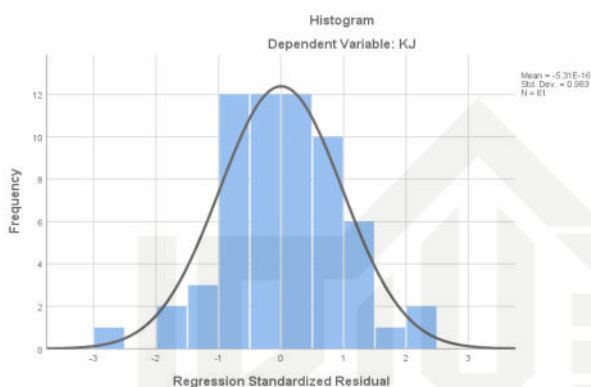 Histogram
Dependent Variable: KJ
Mean = -5.31E-16
Std. Dev. = 0.983
N = 61
Frequency
12
10
8
6
4
2
0
-3 -2 -1 0 1 2 3
Regression Standardized Residual